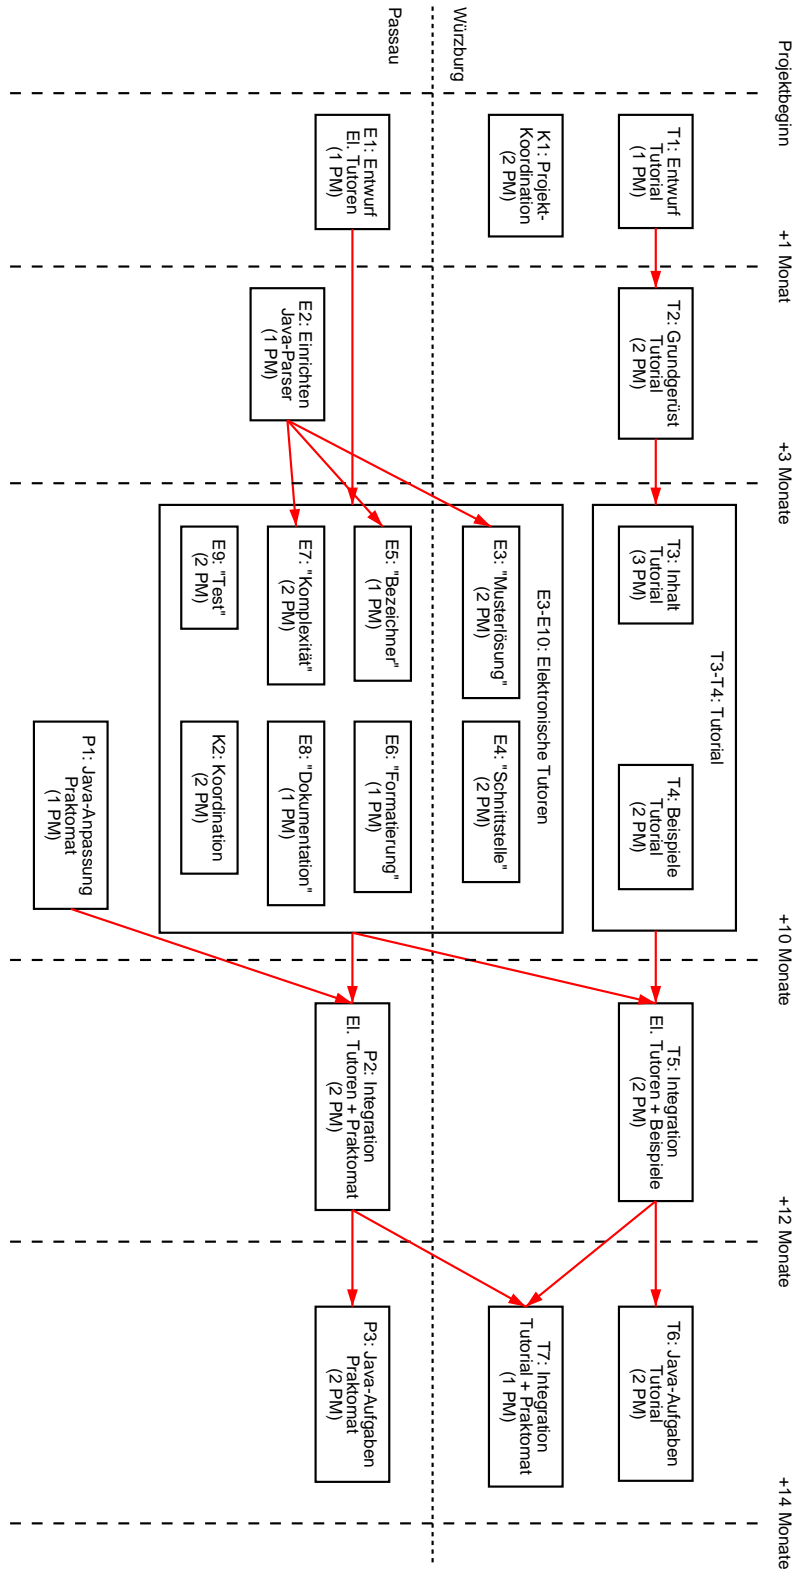 Projektbeginn
+1 Monat
+3 Monate
+10 Monate
+12 Monate
+14 Monate
Würzburg
Passau
T1: Entwurf
Tutorial
(1 PM)
T2: Grundgerüst
Tutorial
(2 PM)
T3-T4: Tutorial
T3: Inhalt
Tutorial
(3 PM)
T4: Beispiele
Tutorial
(2 PM)
T5: Integration
El. Tutoren + Beispiele
(2 PM)
T6: Java-Aufgaben
Tutorial
(2 PM)
K1: Projekt-
Koordination
(2 PM)
T7: Integration
Tutorial + Praktomat
(1 PM)
E3-E10: Elektronische Tutoren
E3: "Musterlösung"
(2 PM)
E4: "Schnittstelle"
(2 PM)
E1: Entwurf
El. Tutoren
(1 PM)
E5: "Bezeichner"
(1 PM)
E6: "Formatierung"
(1 PM)
P2: Integration
El. Tutoren + Praktomat
(2 PM)
P3: Java-Aufgaben
Praktomat
(2 PM)
E2: Einrichten
Java-Parser
(1 PM)
E7: "Komplexität"
(2 PM)
E8: "Dokumentation"
(1 PM)
E9: "Test"
(2 PM)
K2: Koordination
(2 PM)
P1: Java-Anpassung
Praktomat
(1 PM)